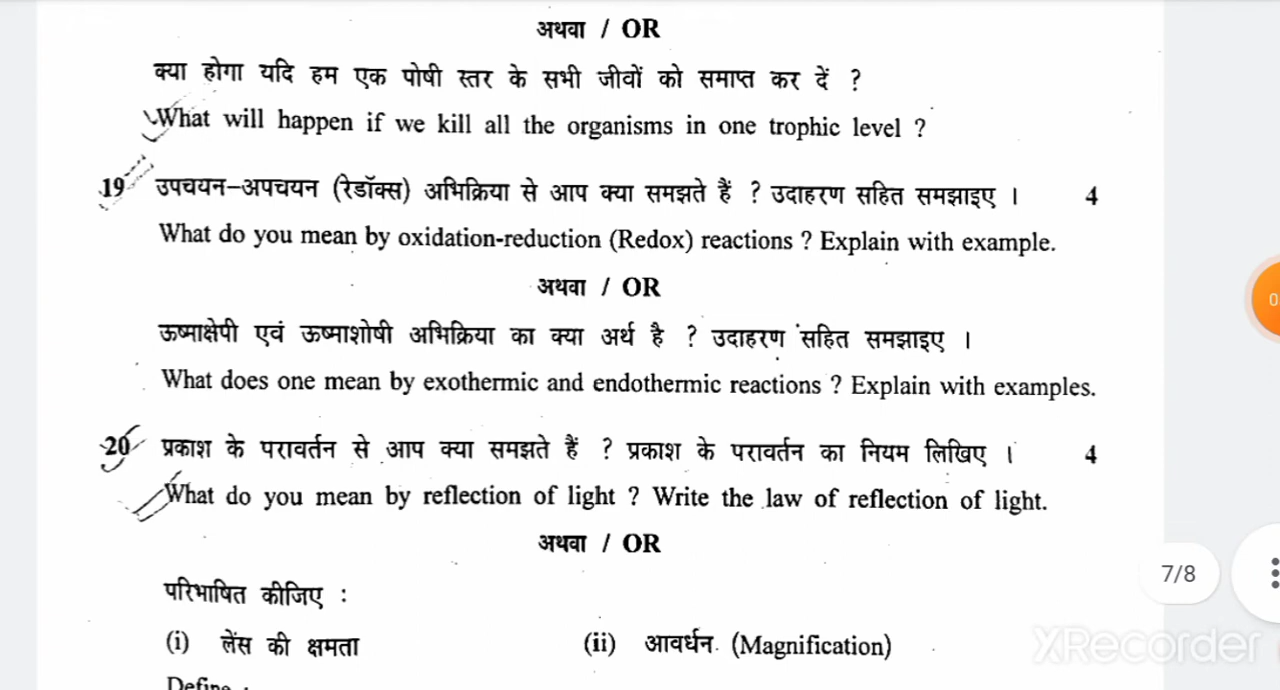 अथवा / OR
क्या होगा यदि हम एक पोषी स्तर के सभी जीवों को समाप्त कर दें ?
What will happen if we kill all the organisms in one trophic level ?
19 उपचयन–अपचयन (रेडॉक्स) अभिक्रिया से आप क्या समझते हैं ? उदाहरण सहित समझाइए । 4
What do you mean by oxidation-reduction (Redox) reactions ? Explain with example.
अथवा / OR
ऊष्माक्षेपी एवं ऊष्माशोषी अभिक्रिया का क्या अर्थ है ? उदाहरण सहित समझाइए ।
What does one mean by exothermic and endothermic reactions ? Explain with examples.
20 प्रकाश के परावर्तन से आप क्या समझते हैं ? प्रकाश के परावर्तन का नियम लिखिए । 4
What do you mean by reflection of light ? Write the law of reflection of light.
अथवा / OR
7/8
परिभाषित कीजिए :
(i) लेंस की क्षमता (ii) आवर्धन (Magnification)
Define :
XRecorder
0